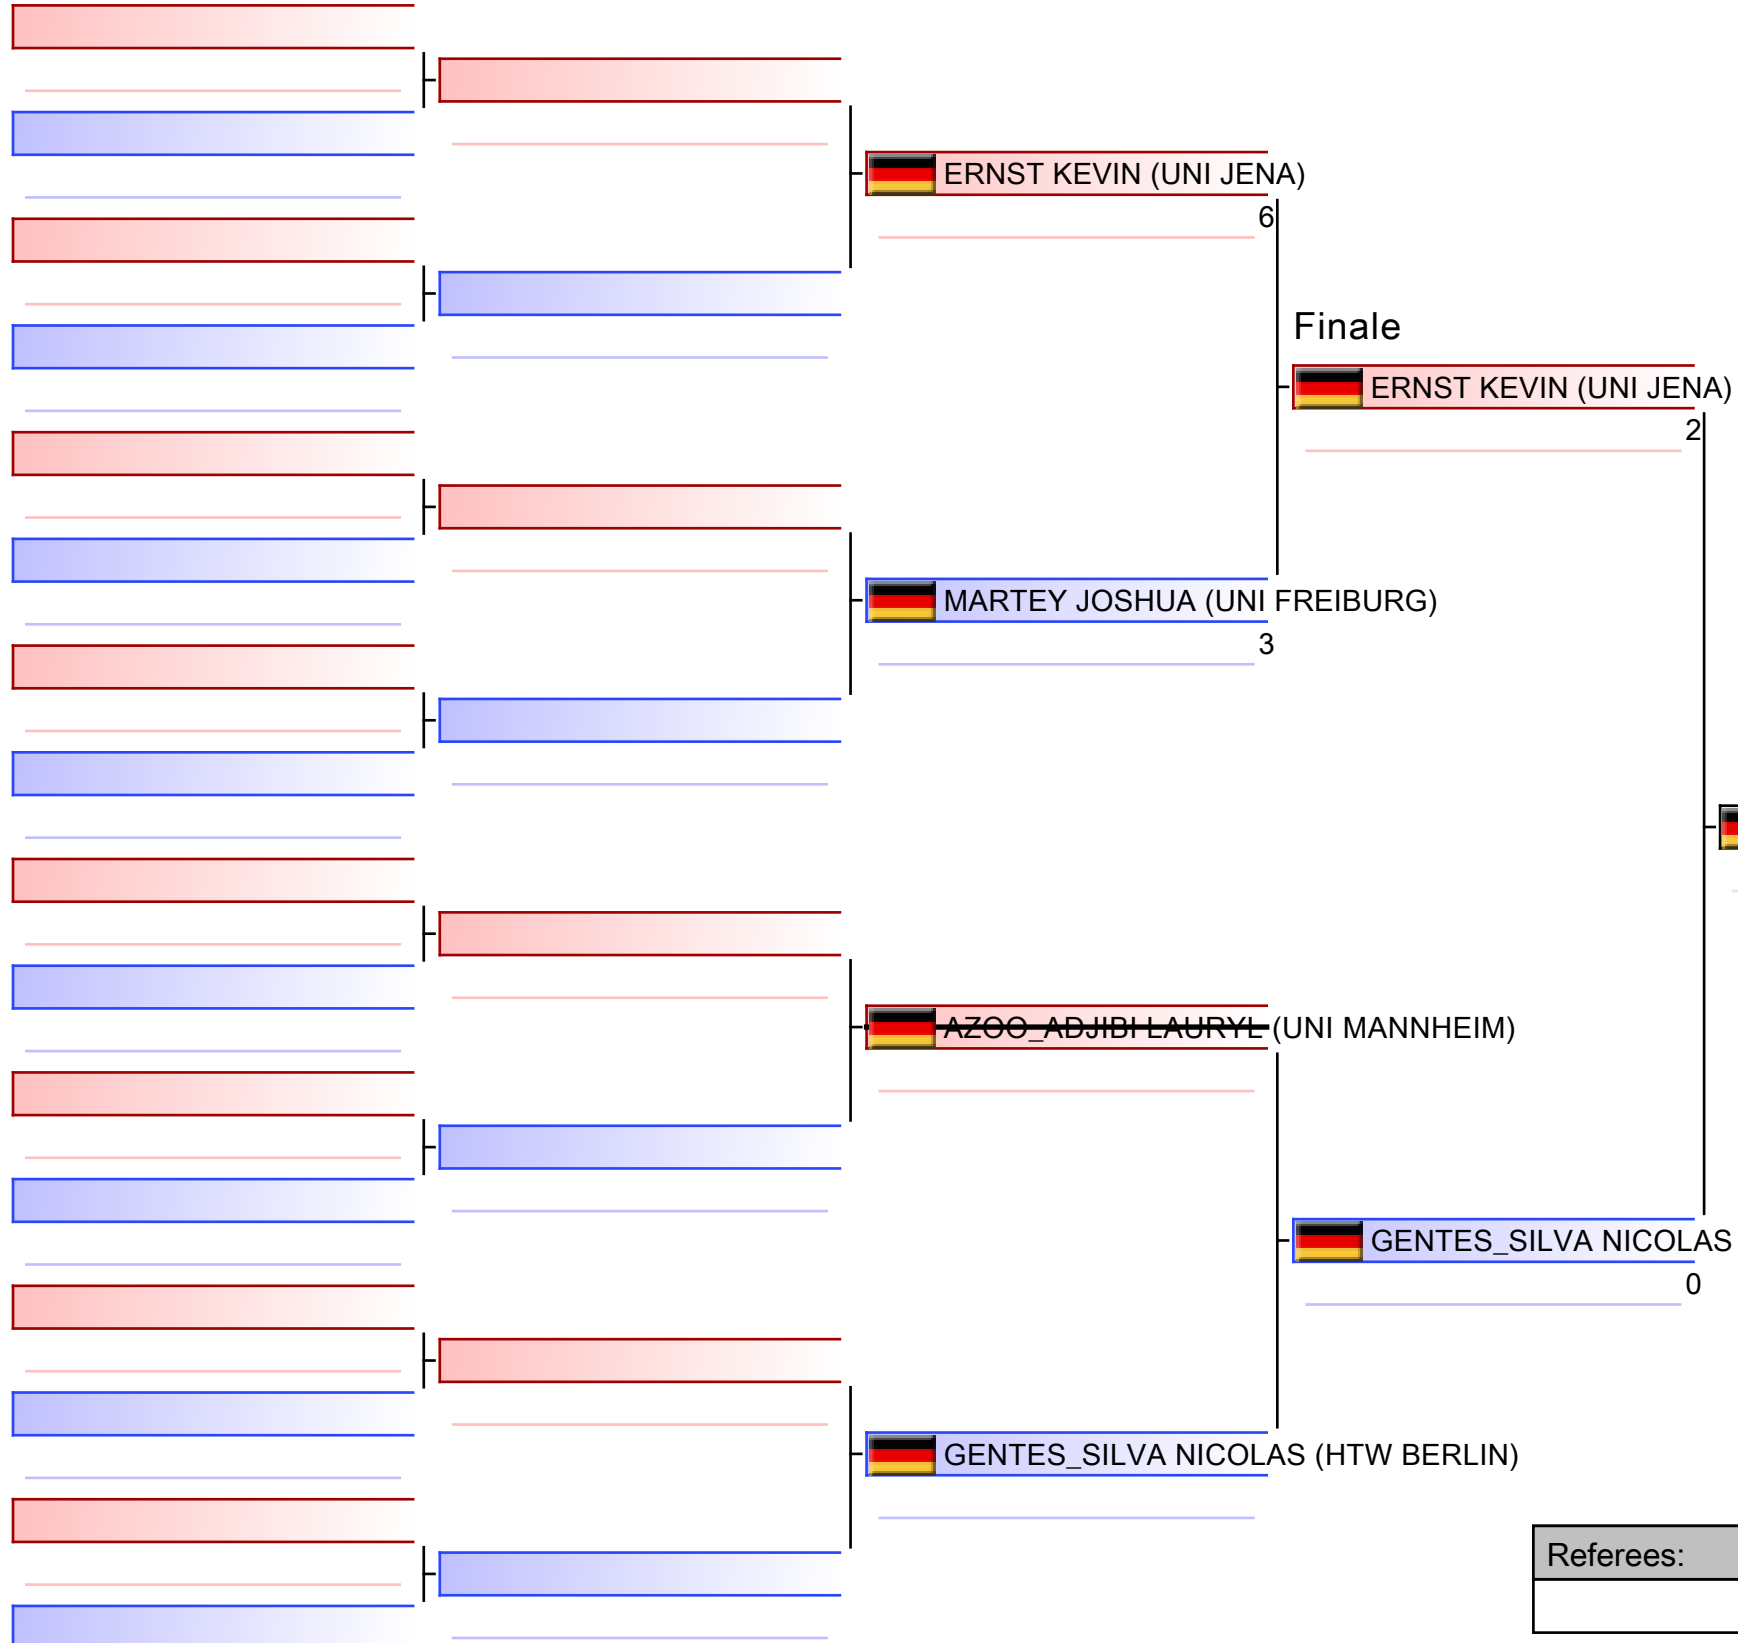 ERNST KEVIN (UNI JENA)
6
Finale
ERNST KEVIN (UNI JENA)
2
MARTEY JOSHUA (UNI FREIBURG)
3
AZOO_ADJIBI LAURYL (UNI MANNHEIM)
GENTES_SILVA NICOLAS
0
GENTES_SILVA NICOLAS (HTW BERLIN)
Referees: